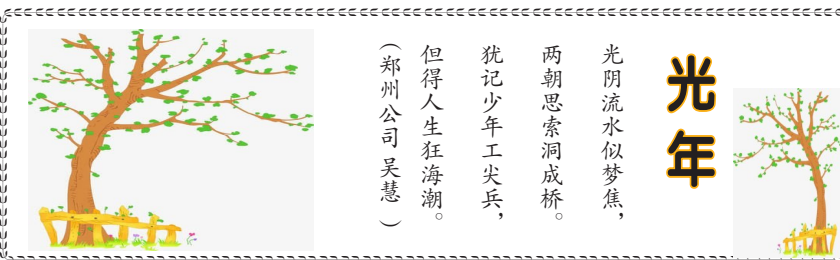 光年
光阴流水似梦焦，
两朝思索洞成桥。
犹记少年工尖兵，
但得人生狂海潮。
（郑州公司 吴慧 ）